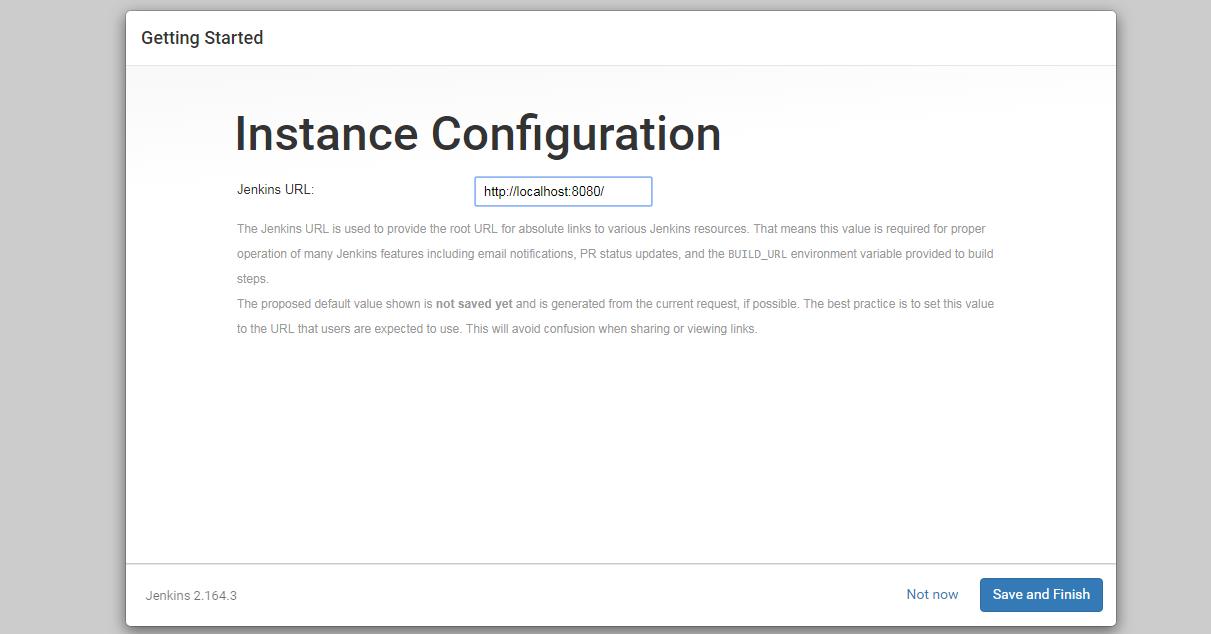 Getting Started
Instance Configuration
Jenkins URL: http://localhost:8080/
The Jenkins URL is used to provide the root URL for absolute links to various Jenkins resources. That means this value is required for proper
operation of many Jenkins features including email notifications, PR status updates, and the BUILD_URL environment variable provided to build
steps.
The proposed default value shown is not saved yet and is generated from the current request, if possible. The best practice is to set this value
to the URL that users are expected to use. This will avoid confusion when sharing or viewing links.
Jenkins 2.164.3 Not now Save and Finish